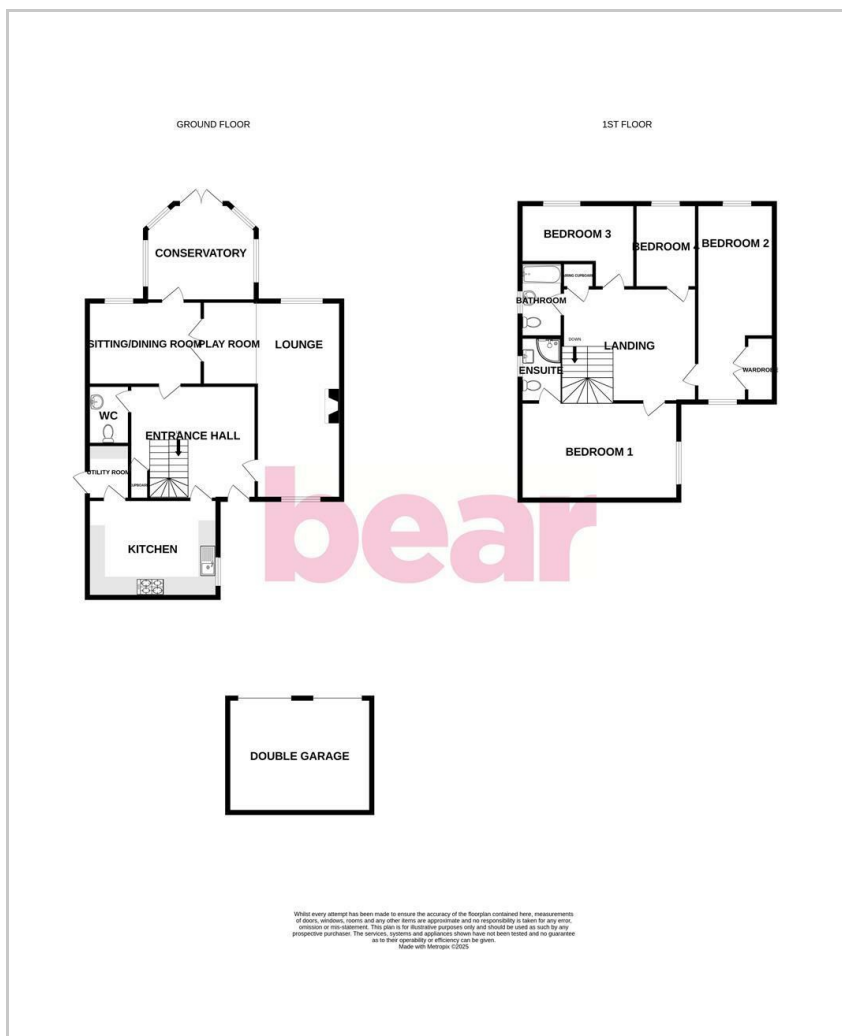 GROUND FLOOR
CONSERVATORY
SITTING/DINING ROOM
PLAY ROOM
LOUNGE
WC
ENTRANCE HALL
UTILITY ROOM
CUPBOARD
KITCHEN
DOUBLE GARAGE
1ST FLOOR
BEDROOM 3
BEDROOM 4
BEDROOM 2
BATHROOM
DOWN
LANDING
ENSUITE
WARDROBE
BEDROOM 1
bear
Whilst every attempt has been made to ensure the accuracy of the floorplan contained here, measurements
of doors, windows, rooms and any other items are approximate and no responsibility is taken for any error,
omission or mis-statement. This plan is for illustrative purposes only and should be used as such by any
prospective purchaser. The services, systems and appliances shown have not been tested and no guarantee
as to their operability or efficiency can be given.
Made with Metropix ©2025